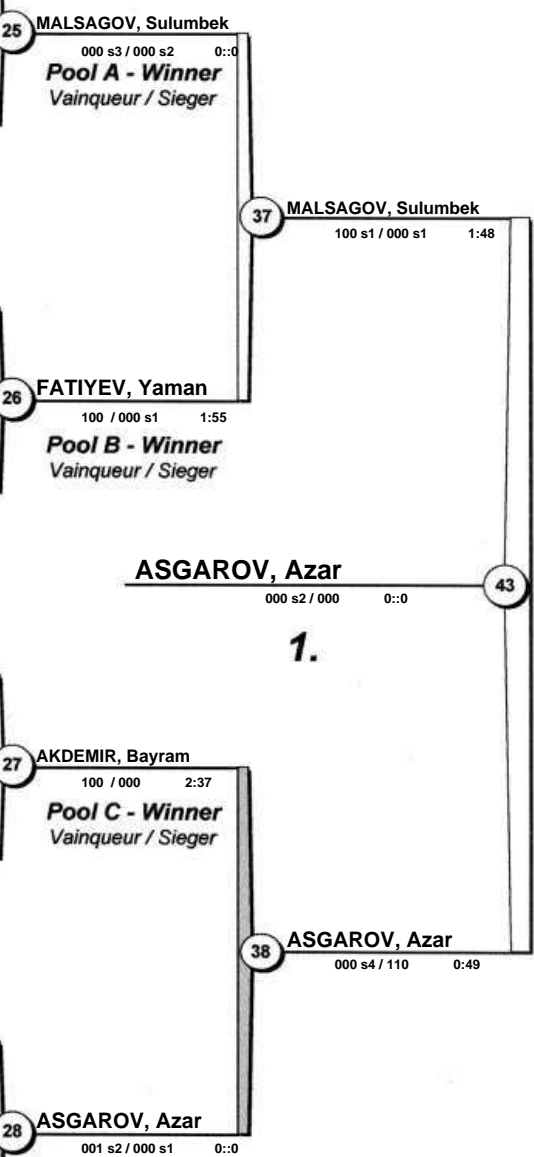 25 MALSAGOV, Sulumbek
000 s3 / 000 s2 0::0
Pool A - Winner
Vainqueur / Sieger
37 MALSAGOV, Sulumbek
100 s1 / 000 s1 1:48
26 FATIYEV, Yaman
100 / 000 s1 1:55
Pool B - Winner
Vainqueur / Sieger
ASGAROV, Azar 43
000 s2 / 000 0::0
1.
27 AKDEMIR, Bayram
100 / 000 2:37
Pool C - Winner
Vainqueur / Sieger
38 ASGAROV, Azar
000 s4 / 110 0:49
28 ASGAROV, Azar
001 s2 / 000 s1 0::0